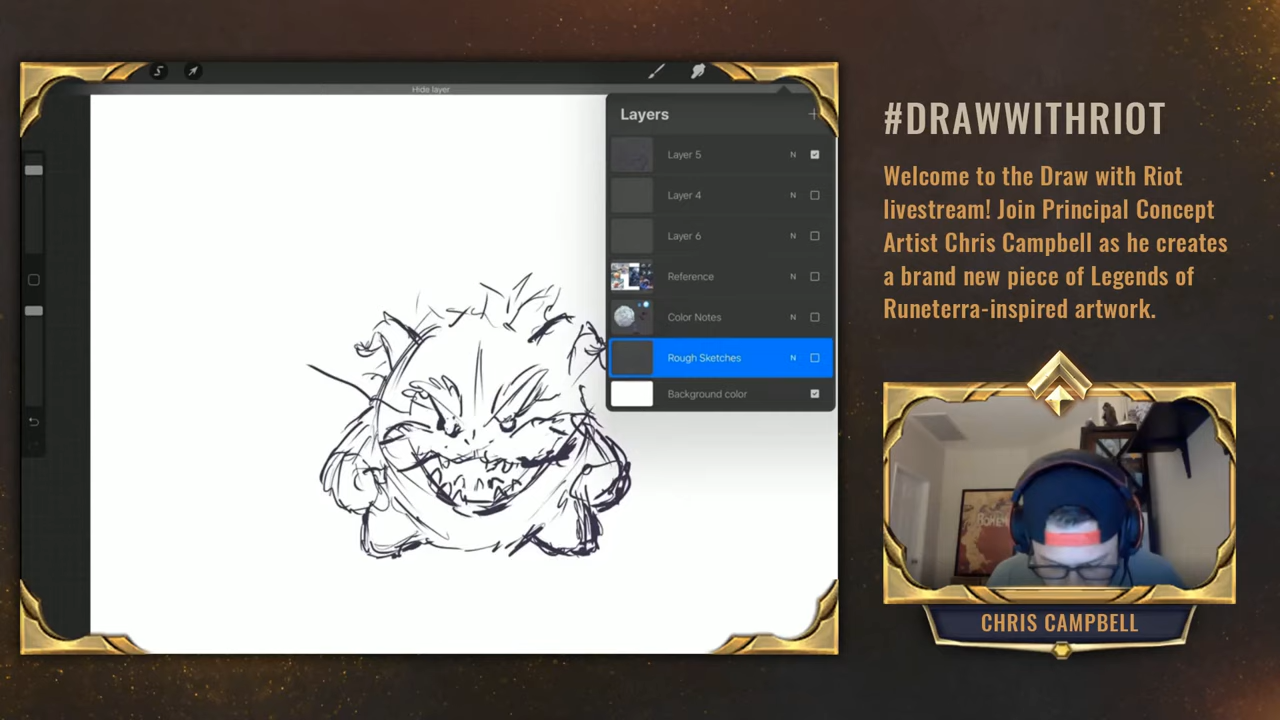 Hide layer
Layers
Layer 5 N
Layer 4 N
Layer 6 N
Reference N
Color Notes N
Rough Sketches N
Background color
#DRAWWITHRIOT
Welcome to the Draw with Riot
livestream! Join Principal Concept
Artist Chris Campbell as he creates
a brand new piece of Legends of
Runeterra-inspired artwork.
CHRIS CAMPBELL